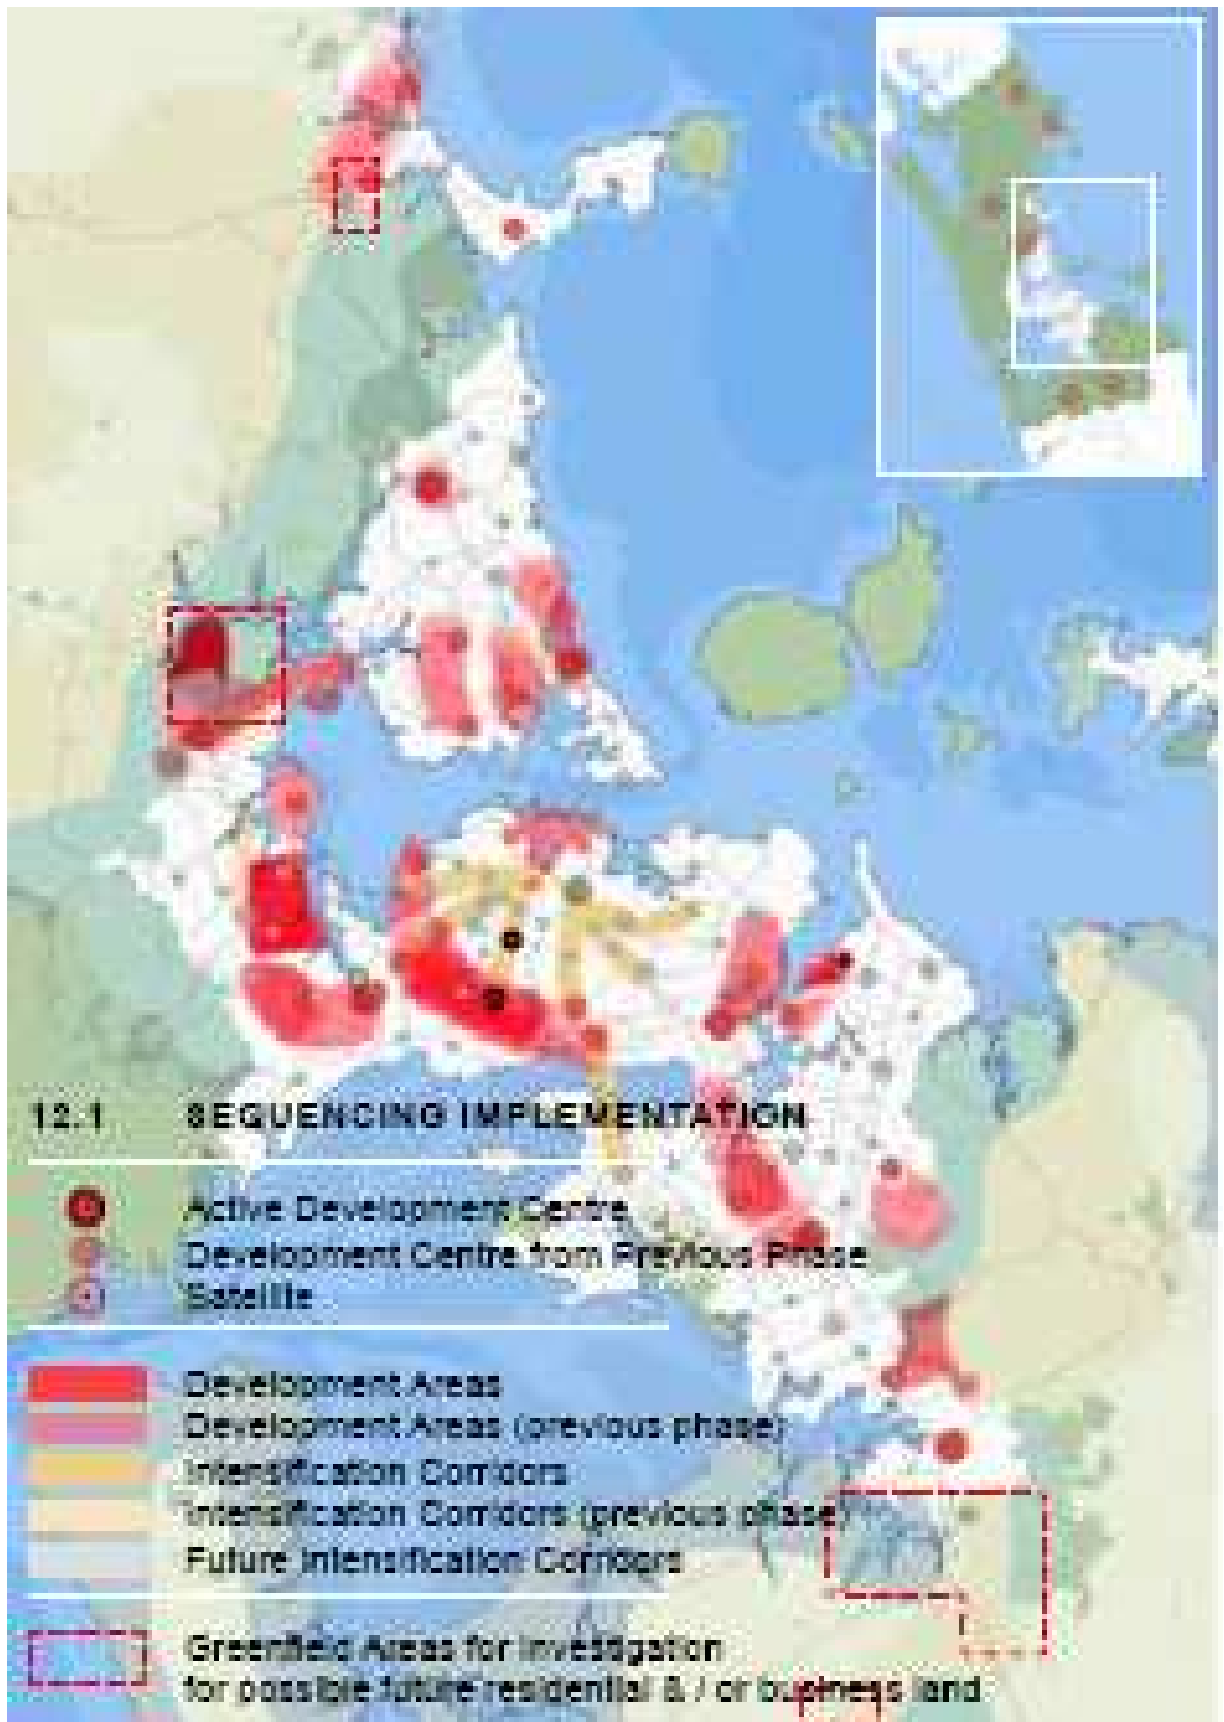 12.1 SEQUENCING IMPLEMENTATION
Active Development Centre
Development Centre from Previous Phase
Satellite
Development Areas
Development Areas (previous phase)
Intensification Corridors
Intensification Corridors (previous phase)
Future Intensification Corridors
Greenfield Areas for Investigation
for possible future residential & / or business land